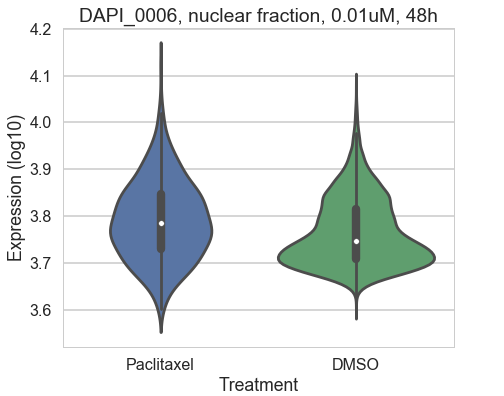 DAPI_0006, nuclear fraction, 0.01uM, 48h
4.2
4.1
4.0
3.9
3.8
3.7
3.6
Expression (log10)
Paclitaxel
DMSO
Treatment